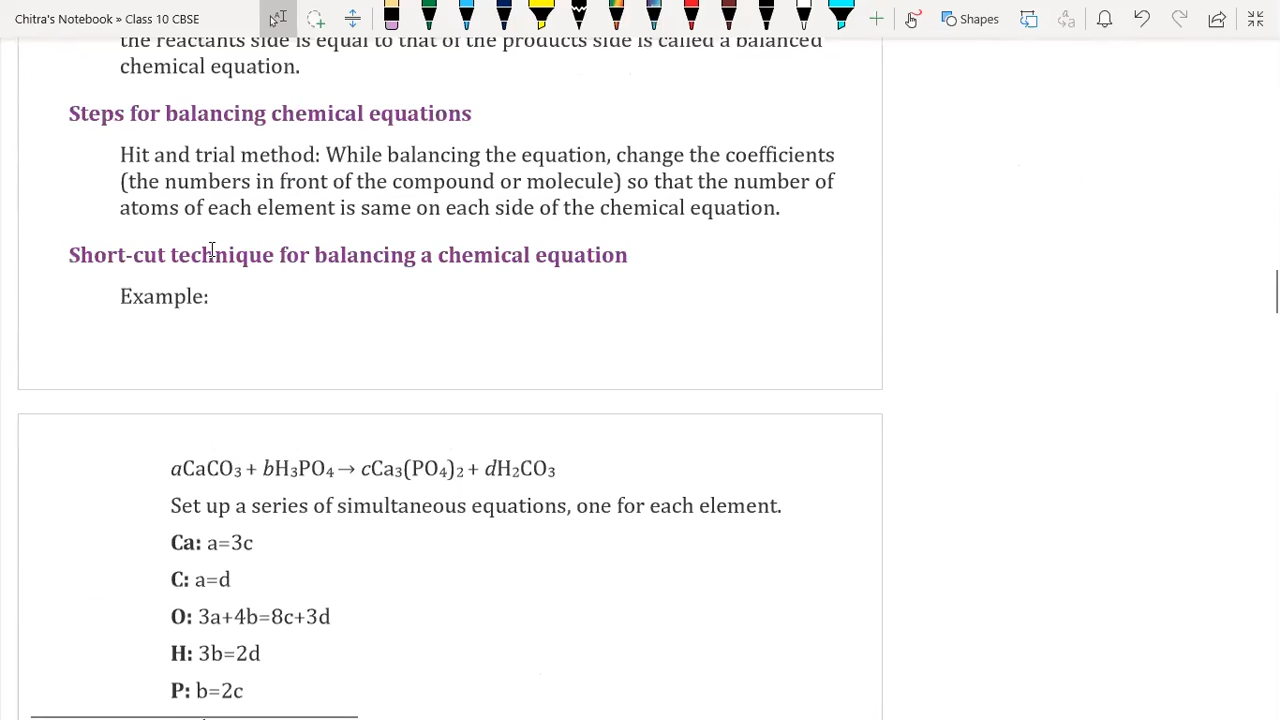 Chitra's Notebook » Class 10 CBSE
Shapes
the reactants side is equal to that of the products side is called a balanced
chemical equation.
Steps for balancing chemical equations
Hit and trial method: While balancing the equation, change the coefficients
(the numbers in front of the compound or molecule) so that the number of
atoms of each element is same on each side of the chemical equation.
Short-cut technique for balancing a chemical equation
Example:
aCaCO₃ + bH₃PO₄ → cCa₃(PO₄)₂ + dH₂CO₃
Set up a series of simultaneous equations, one for each element.
Ca: a=3c
C: a=d
O: 3a+4b=8c+3d
H: 3b=2d
P: b=2c